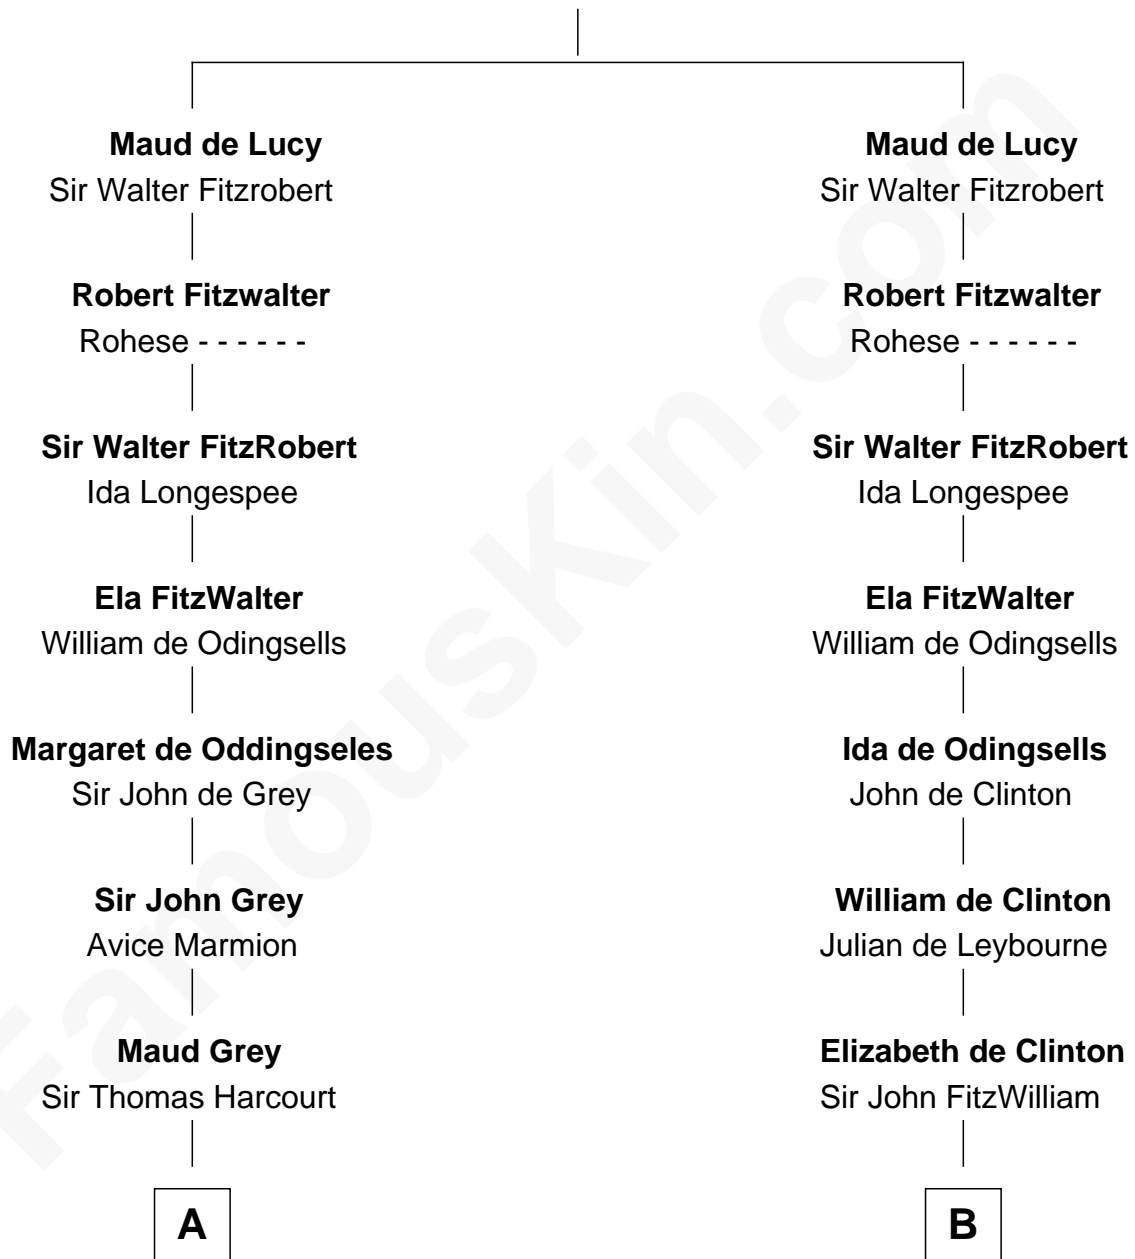 Maud de Lucy
Sir Walter Fitzrobert
Robert Fitzwalter
Rohese - - - - - -
Sir Walter FitzRobert
Ida Longespee
Ela FitzWalter
William de Odingsells
Margaret de Oddingseles
Sir John de Grey
Sir John Grey
Avice Marmion
Maud Grey
Sir Thomas Harcourt
A
Maud de Lucy
Sir Walter Fitzrobert
Robert Fitzwalter
Rohese - - - - - -
Sir Walter FitzRobert
Ida Longespee
Ela FitzWalter
William de Odingsells
Ida de Odingsells
John de Clinton
William de Clinton
Julian de Leybourne
Elizabeth de Clinton
Sir John FitzWilliam
B
FamousKin.com